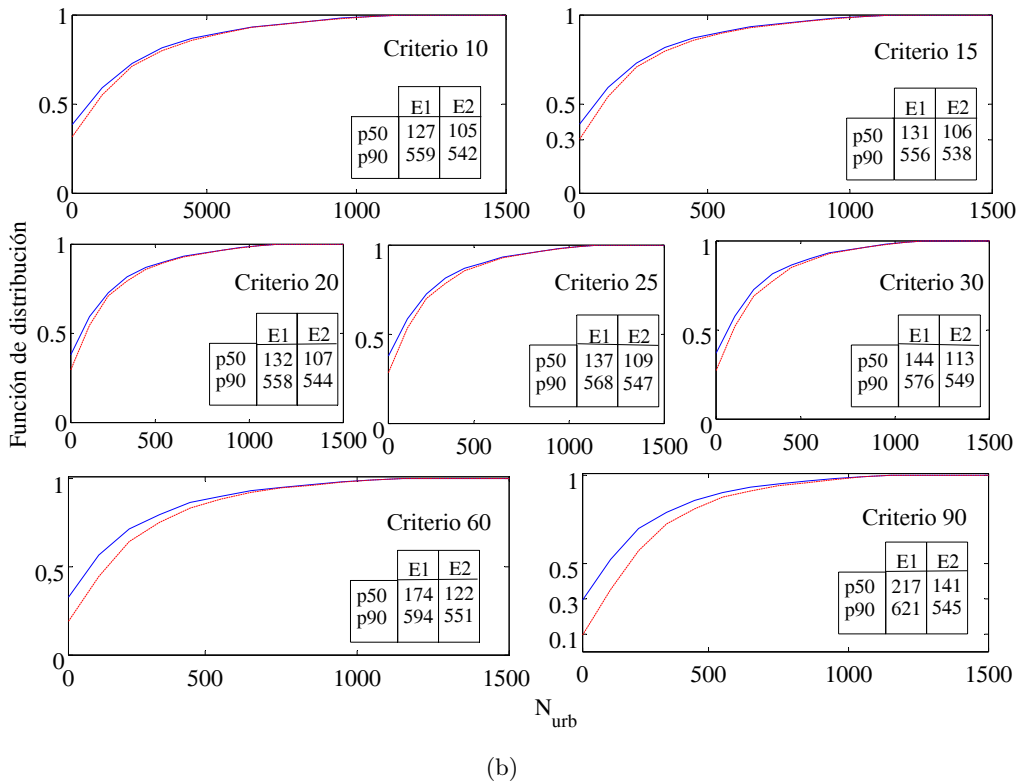 Función de distribución
1
0.5
0
0
5000
1000
1500
Criterio 10
E1 E2
p50 127 105
p90 559 542
1
0.5
0.3
0
0
500
1000
1500
Criterio 15
E1 E2
p50 131 106
p90 556 538
1
0.5
0
0
500
1000
1500
Criterio 20
E1 E2
p50 132 107
p90 558 544
1
0.5
0
0
500
1000
1500
Criterio 25
E1 E2
p50 137 109
p90 568 547
1
0.5
0
0
500
1000
1500
Criterio 30
E1 E2
p50 144 113
p90 576 549
1
0,5
0
0
500
1000
1500
Criterio 60
E1 E2
p50 174 122
p90 594 551
1
0.5
0.3
0.1
0
500
1000
1500
Criterio 90
E1 E2
p50 217 141
p90 621 545
N_urb
(b)